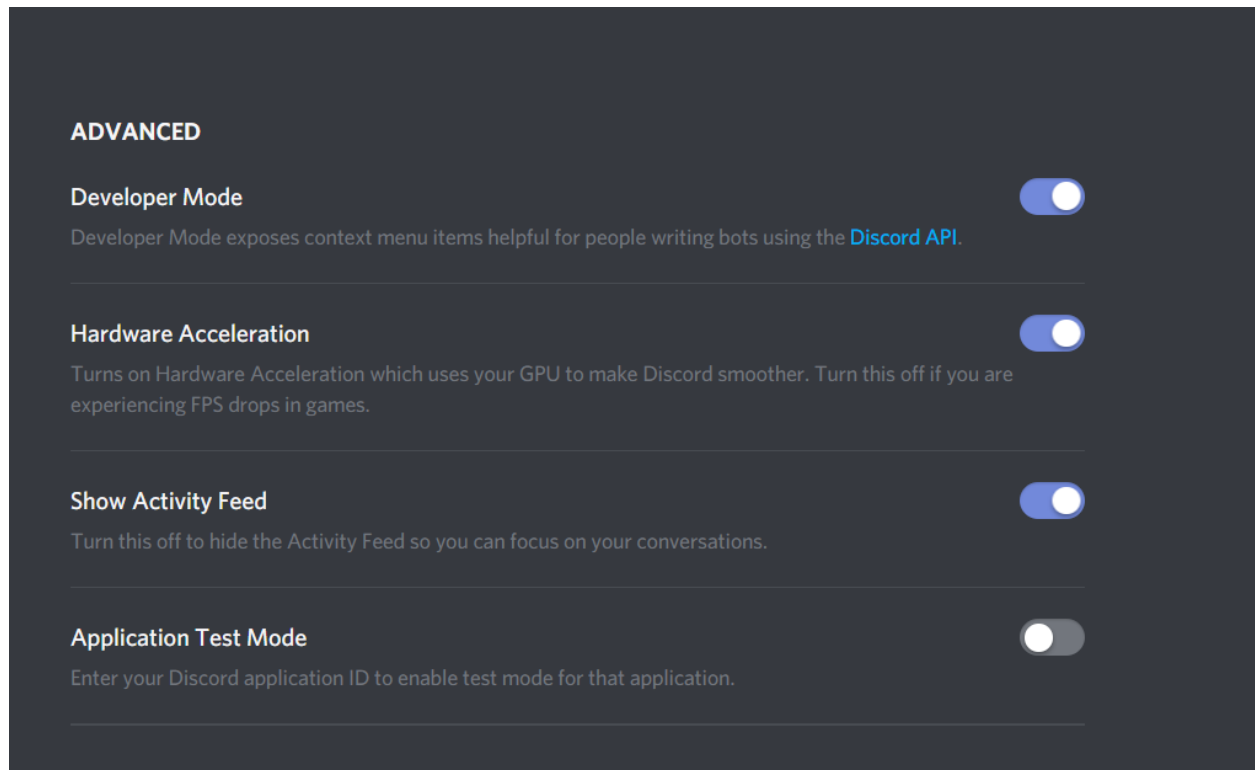 ADVANCED
Developer Mode
Developer Mode exposes context menu items helpful for people writing bots using the Discord API.
Hardware Acceleration
Turns on Hardware Acceleration which uses your GPU to make Discord smoother. Turn this off if you are
experiencing FPS drops in games.
Show Activity Feed
Turn this off to hide the Activity Feed so you can focus on your conversations.
Application Test Mode
Enter your Discord application ID to enable test mode for that application.